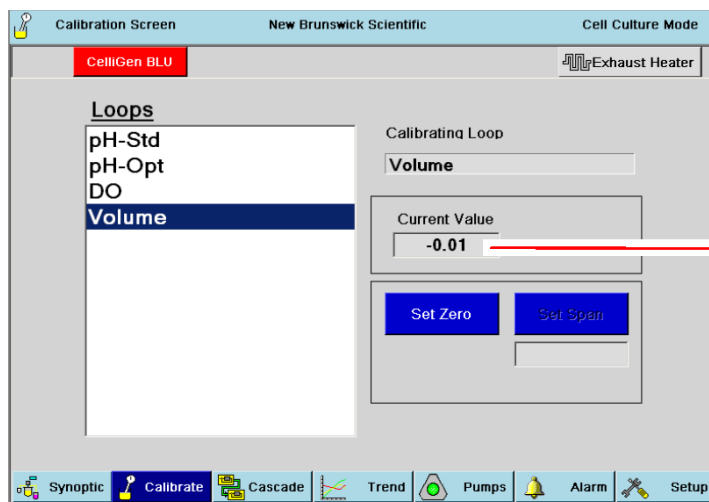 Calibration Screen New Brunswick Scientific Cell Culture Mode
CelliGen BLU Exhaust Heater
Loops
pH-Std
pH-Opt
DO
Volume
Calibrating Loop
Volume
Current Value
-0.01
Set Zero Set Span
Synoptic Calibrate Cascade Trend Pumps Alarm Setup